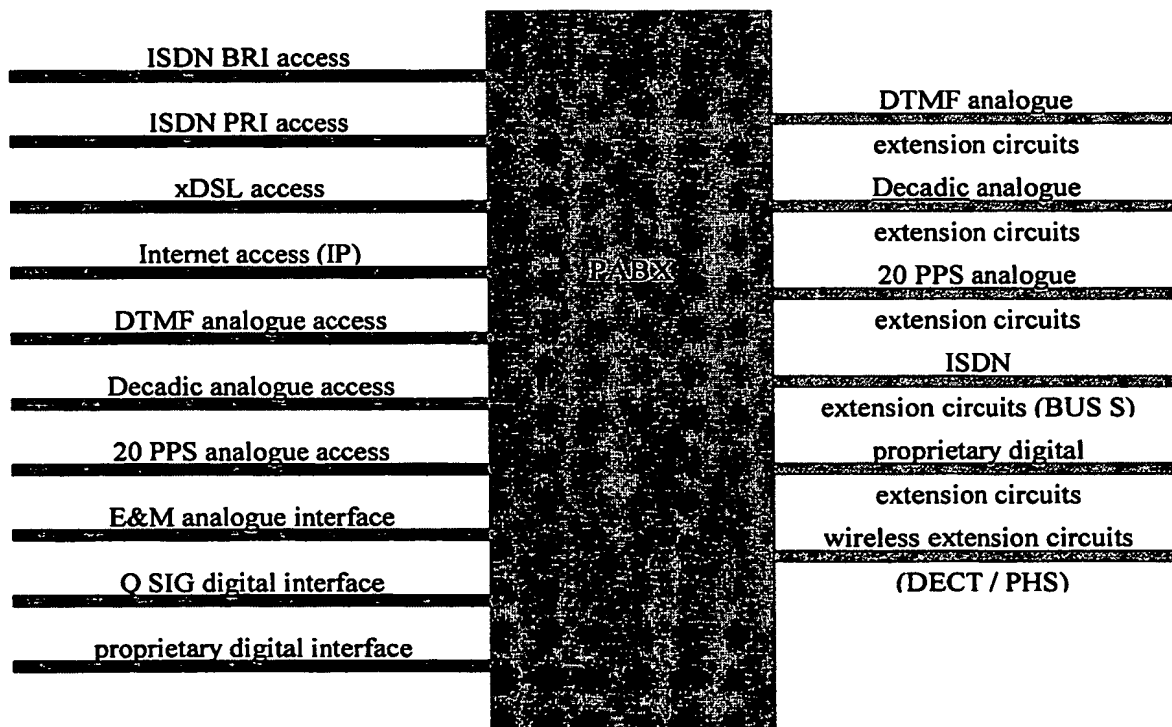 ISDN BRI access
ISDN PRI access
xDSL access
Internet access (IP)
DTMF analogue access
Decadic analogue access
20 PPS analogue access
E&M analogue interface
Q SIG digital interface
proprietary digital interface
PABX
DTMF analogue
extension circuits
Decadic analogue
extension circuits
20 PPS analogue
extension circuits
ISDN
extension circuits (BUS S)
proprietary digital
extension circuits
wireless extension circuits
(DECT / PHS)